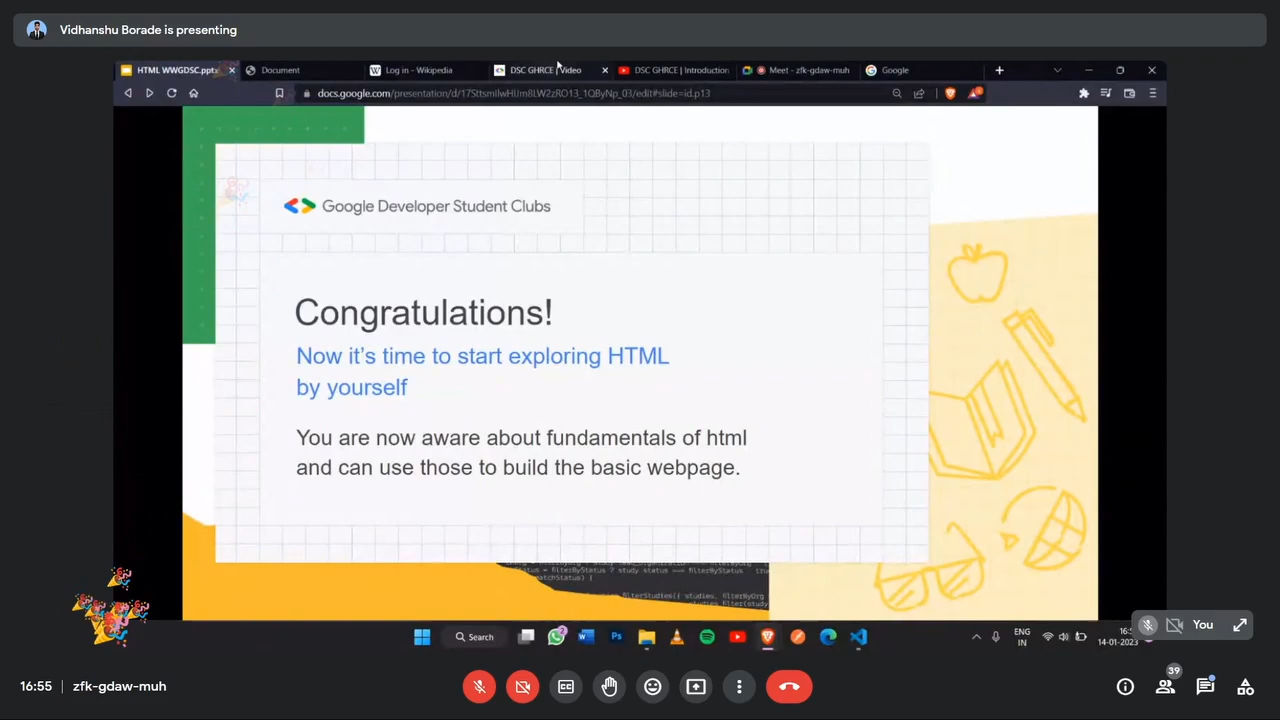 Vidhanshu Borade is presenting
HTML WWGDSC.pptx
Document
Log in - Wikipedia
DSC GHRCE | Video
DSC GHRCE | Introduction
Meet - zfk-gdaw-muh
Google
Google Developer Student Clubs
Congratulations!
Now it's time to start exploring HTML
by yourself
You are now aware about fundamentals of html
and can use those to build the basic webpage.
Search
ENG
IN
14-01-2023
You
16:55 | zfk-gdaw-muh
39